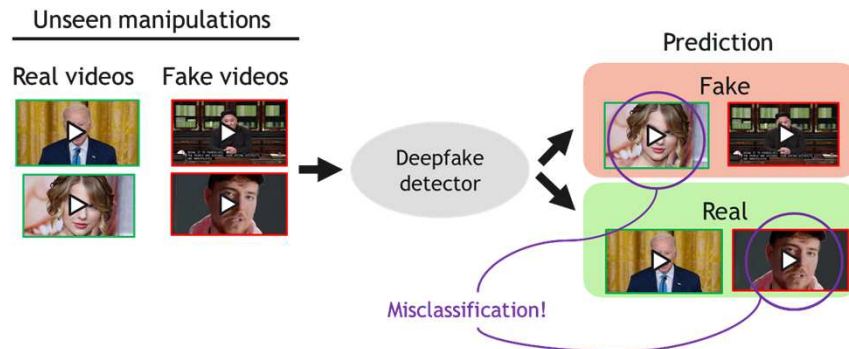 Unseen manipulations
Real videos
Fake videos
Deepfake
detector
Prediction
Fake
Real
Misclassification!